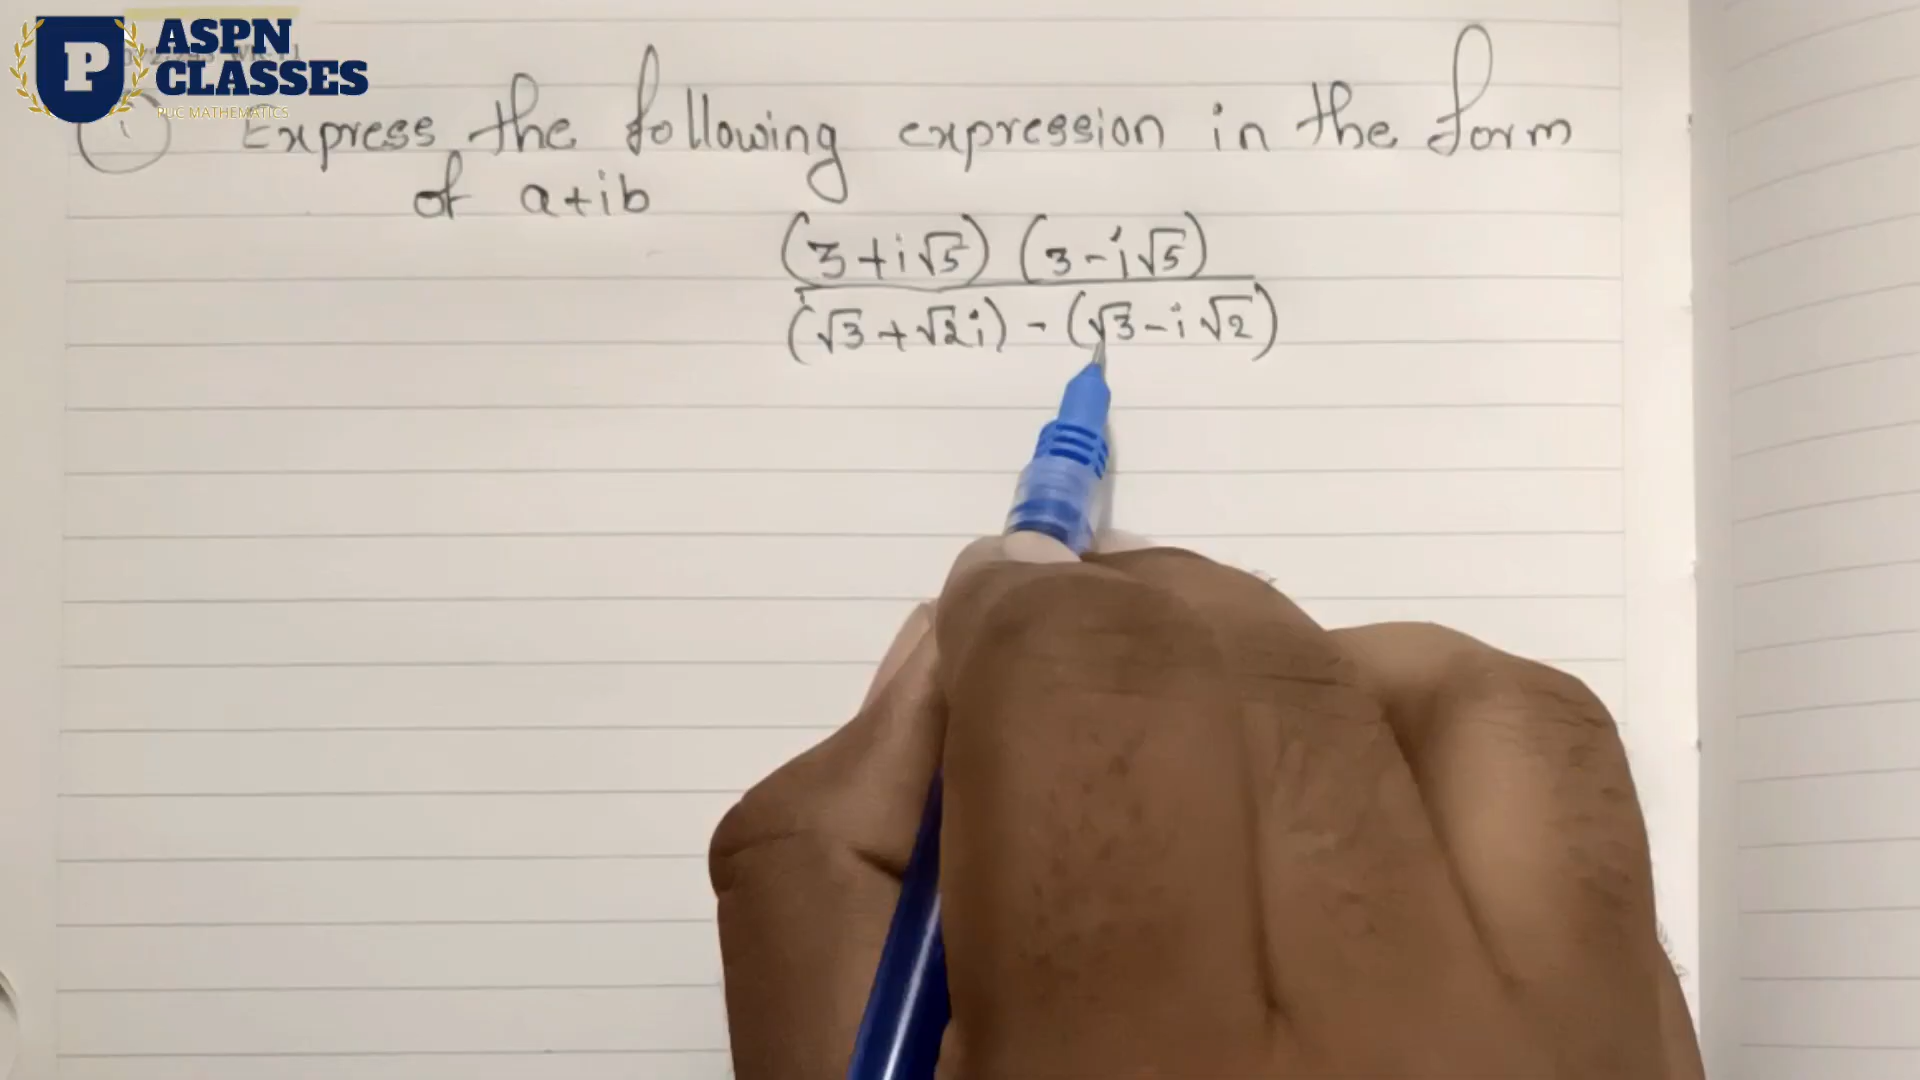 ASPN
CLASSES
PUC MATHEMATICS
① Express the following expression in the form
of a+ib
(3+i√5) (3-i√5)
(√3+√2i) - (√3-i√2)